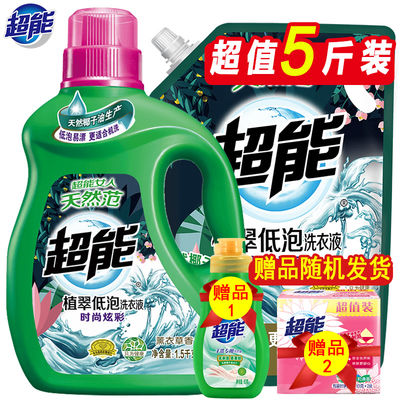 超能
超值5斤装
天然椰子油生产
低泡易漂 更适合机洗
超能女人
天然范
超能
超能
植翠低泡洗衣液
时尚炫彩
翠低泡洗衣液
薰衣草香
净含量:1.5千克
赠品随机发货
赠品
1
超能
超值装
超能
赠品
2